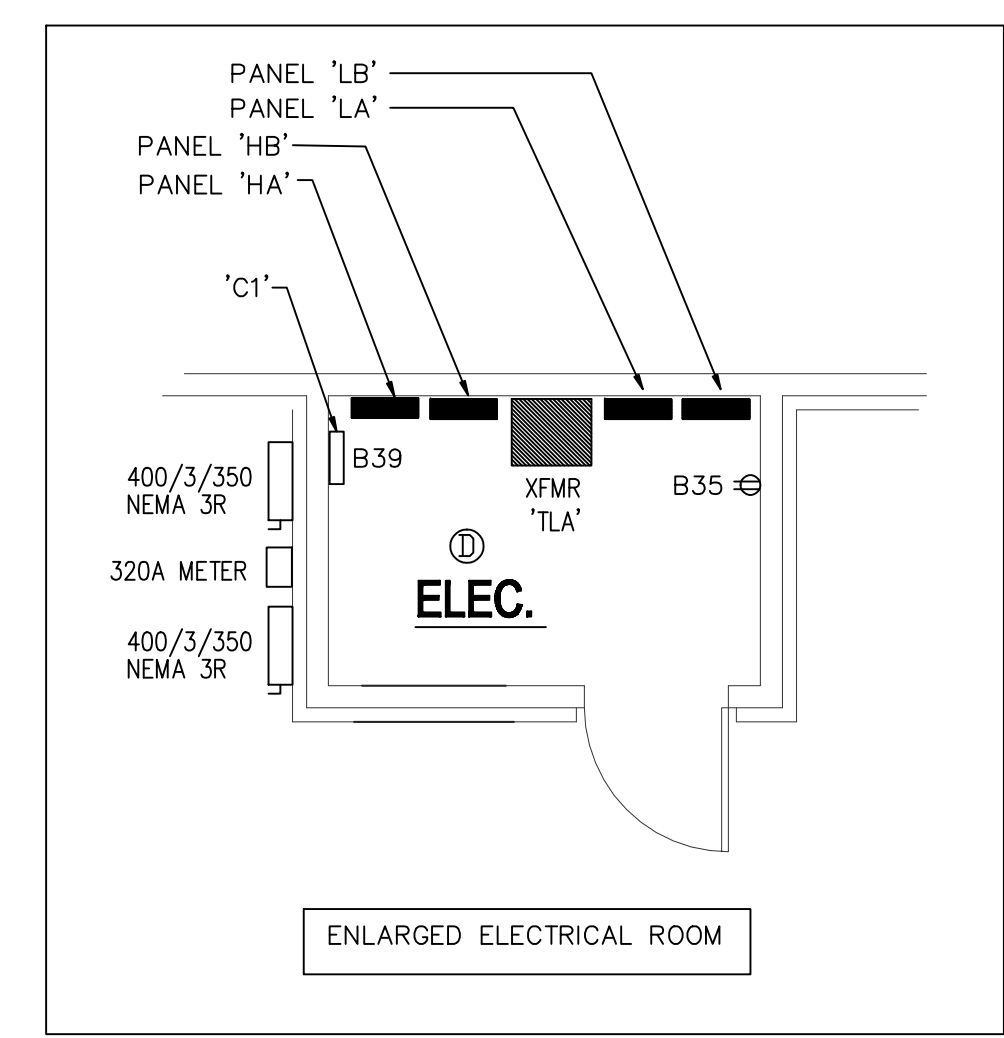 PANEL 'LB'
PANEL 'LA'
PANEL 'HB'
PANEL 'HA'
'C1'
400/3/350
NEMA 3R
B39
XFMR
'TLA'
B35
320A METER
D
ELEC.
400/3/350
NEMA 3R
ENLARGED ELECTRICAL ROOM